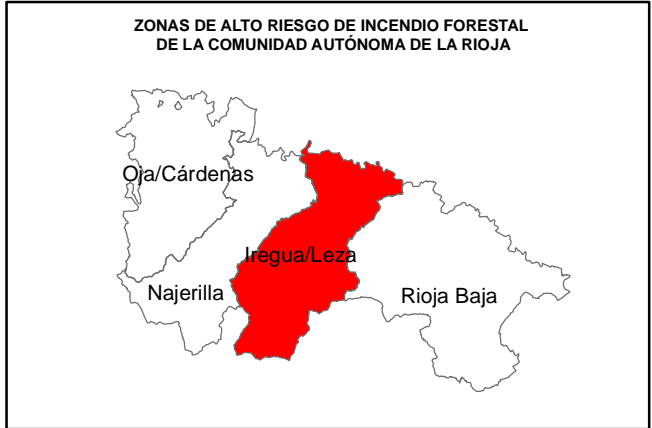 ZONAS DE ALTO RIESGO DE INCENDIO FORESTAL
DE LA COMUNIDAD AUTÓNOMA DE LA RIOJA
Oja/Cárdenas
Iregua/Leza
Najerilla
Rioja Baja